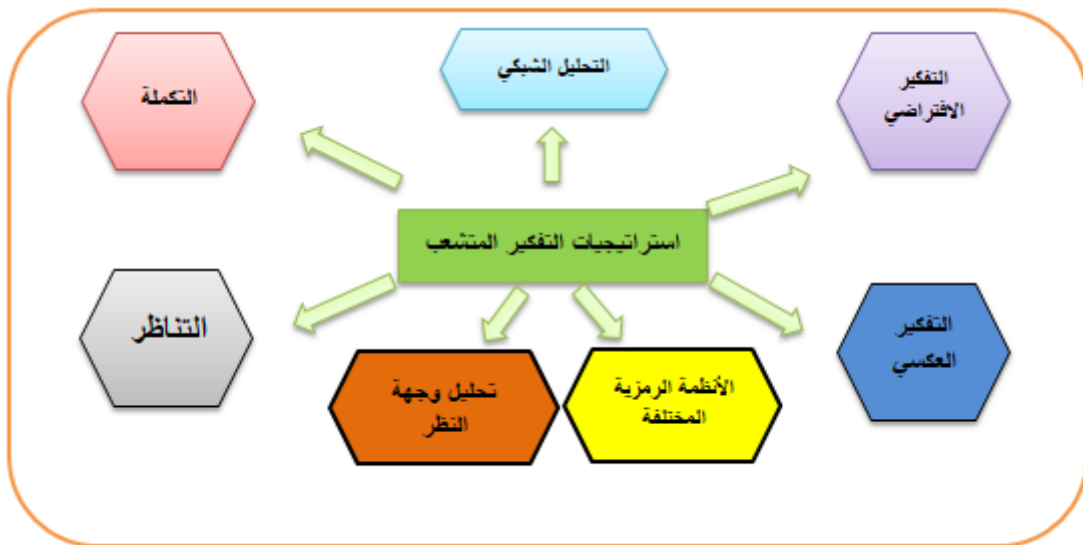 التفكير
الافتراضي
التحليل الشبكي
التكملة
استراتيجيات التفكير المتشعب
التفكير
العكسي
الأنظمة الرمزية
المختلفة
تحليل وجهة
النظر
التناظر